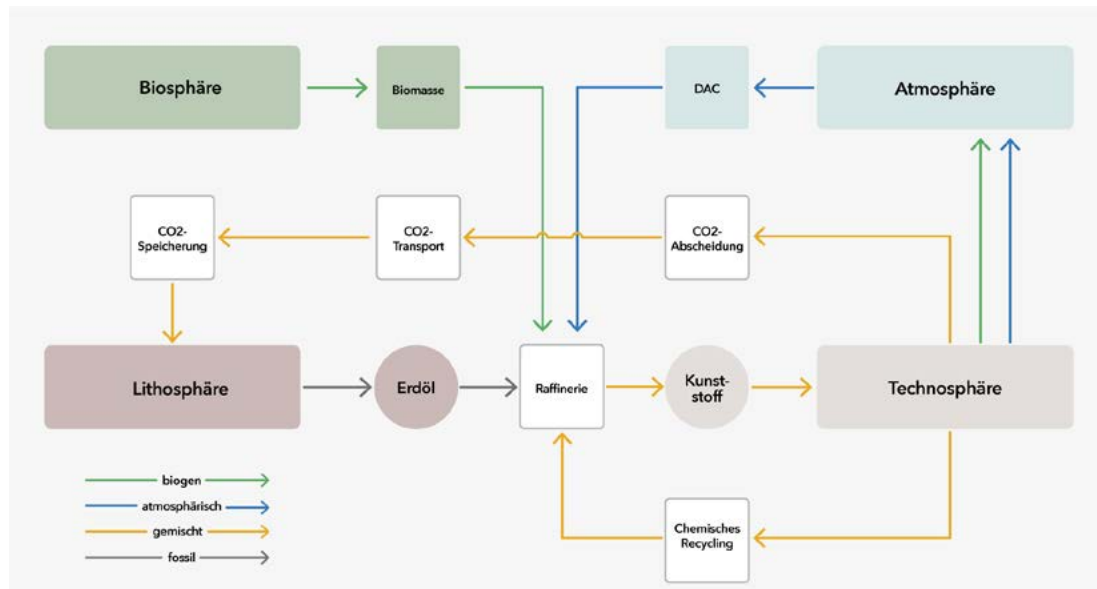 Biosphäre
Biomasse
DAC
Atmosphäre
CO2-
Speicherung
CO2-
Transport
CO2-
Abscheidung
Lithosphäre
Erdöl
Raffinerie
Kunst-
stoff
Technosphäre
biogen
atmosphärisch
gemischt
fossil
Chemisches
Recycling